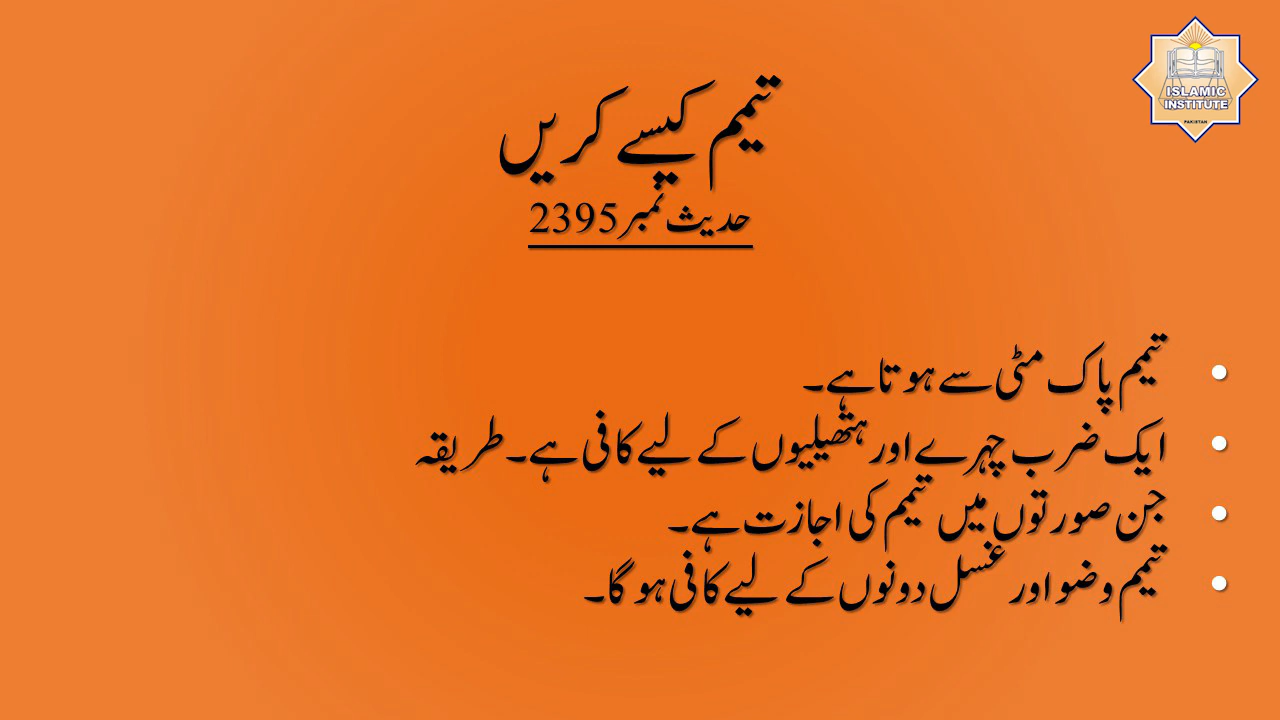 ISLAMIC
INSTITUTE
PAKISTAN
تیمم کیسے کریں
حدیث نمبر 2395
• تیمم پاک مٹی سے ہوتا ہے۔
• ایک ضرب چہرے اور ہتھیلیوں کے لیے کافی ہے۔ طریقہ
• جن صورتوں میں تیمم کی اجازت ہے۔
• تیمم وضو اور غسل دونوں کے لیے کافی ہو گا۔